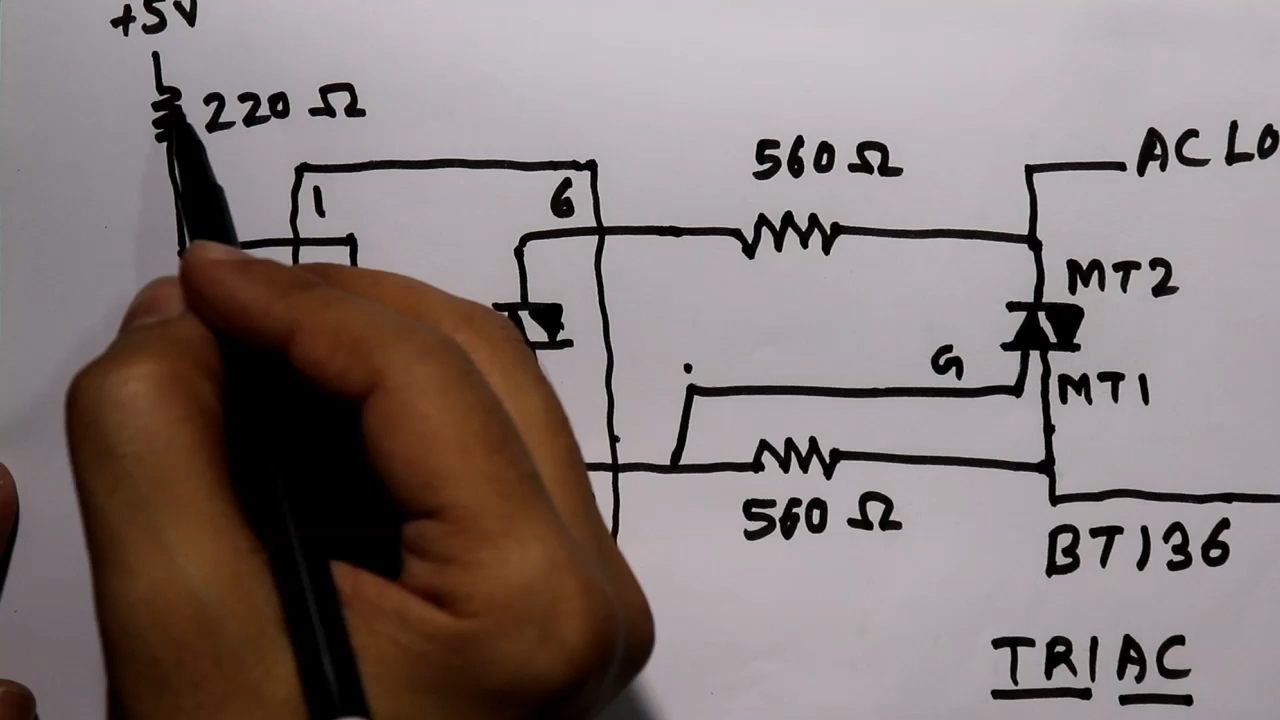 +5V
220 Ω
560 Ω
AC LO
1
6
MT2
G
MT1
560 Ω
BT136
TRIAC